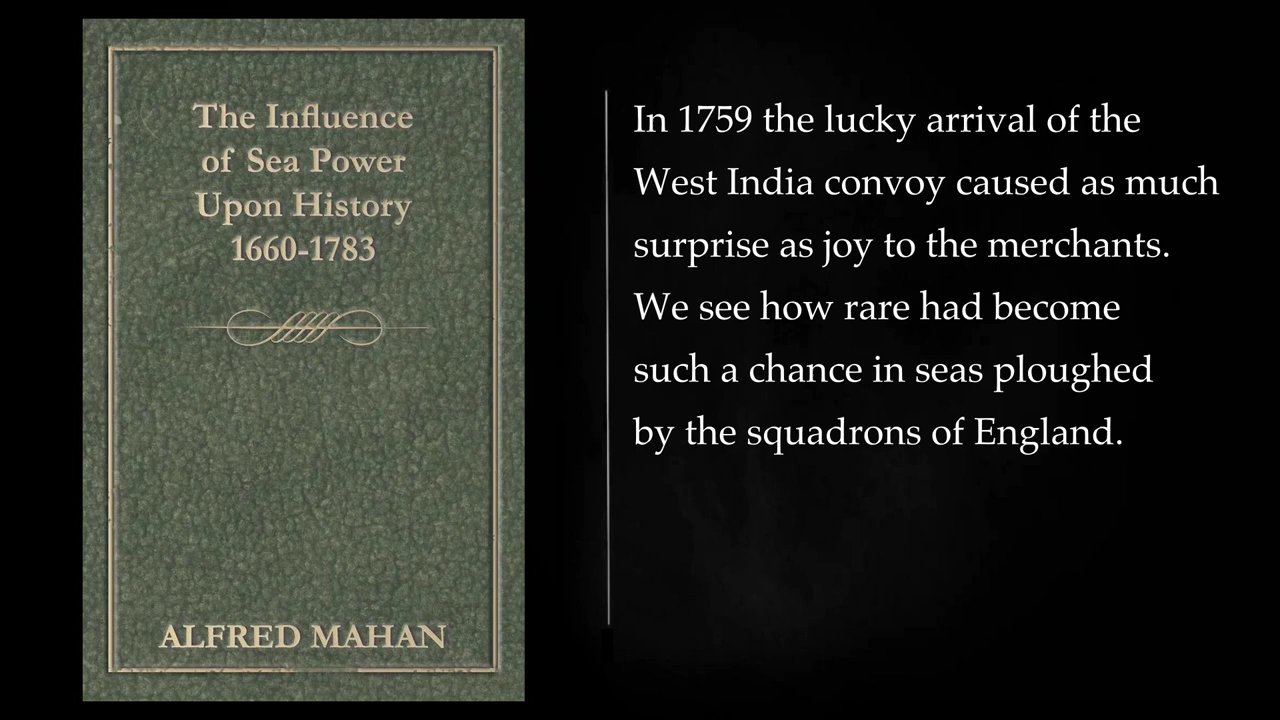 The Influence
of Sea Power
Upon History
1660-1783
ALFRED MAHAN
In 1759 the lucky arrival of the
West India convoy caused as much
surprise as joy to the merchants.
We see how rare had become
such a chance in seas ploughed
by the squadrons of England.